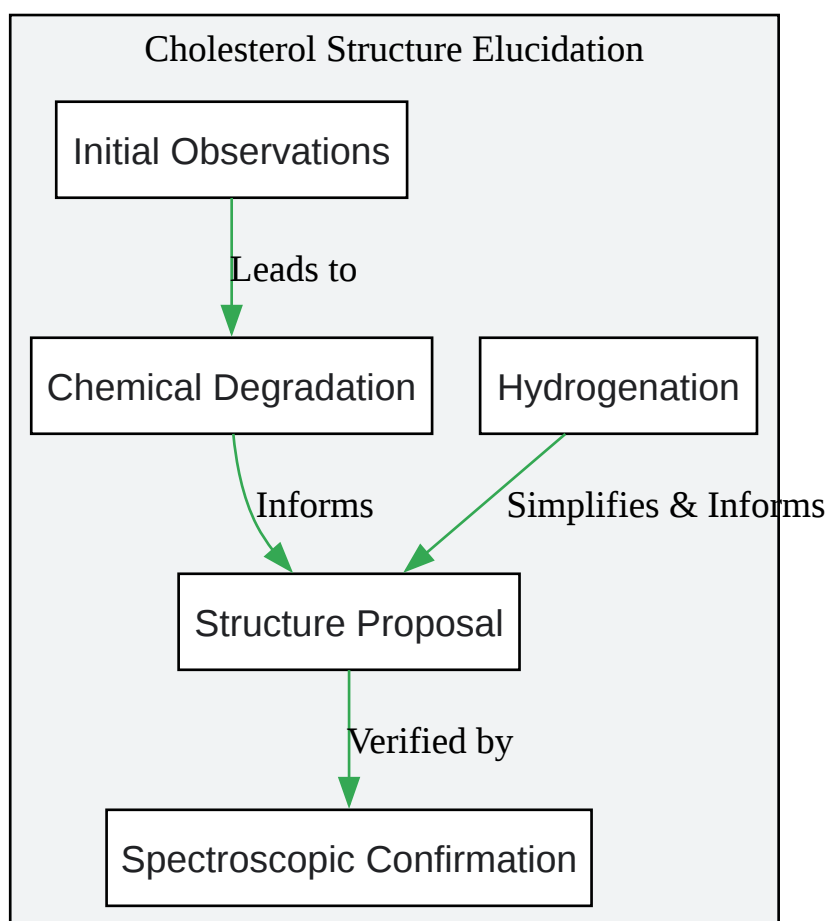 Cholesterol Structure Elucidation
Initial Observations
Leads to
Chemical Degradation
Hydrogenation
Informs
Simplifies & Informs
Structure Proposal
Verified by
Spectroscopic Confirmation